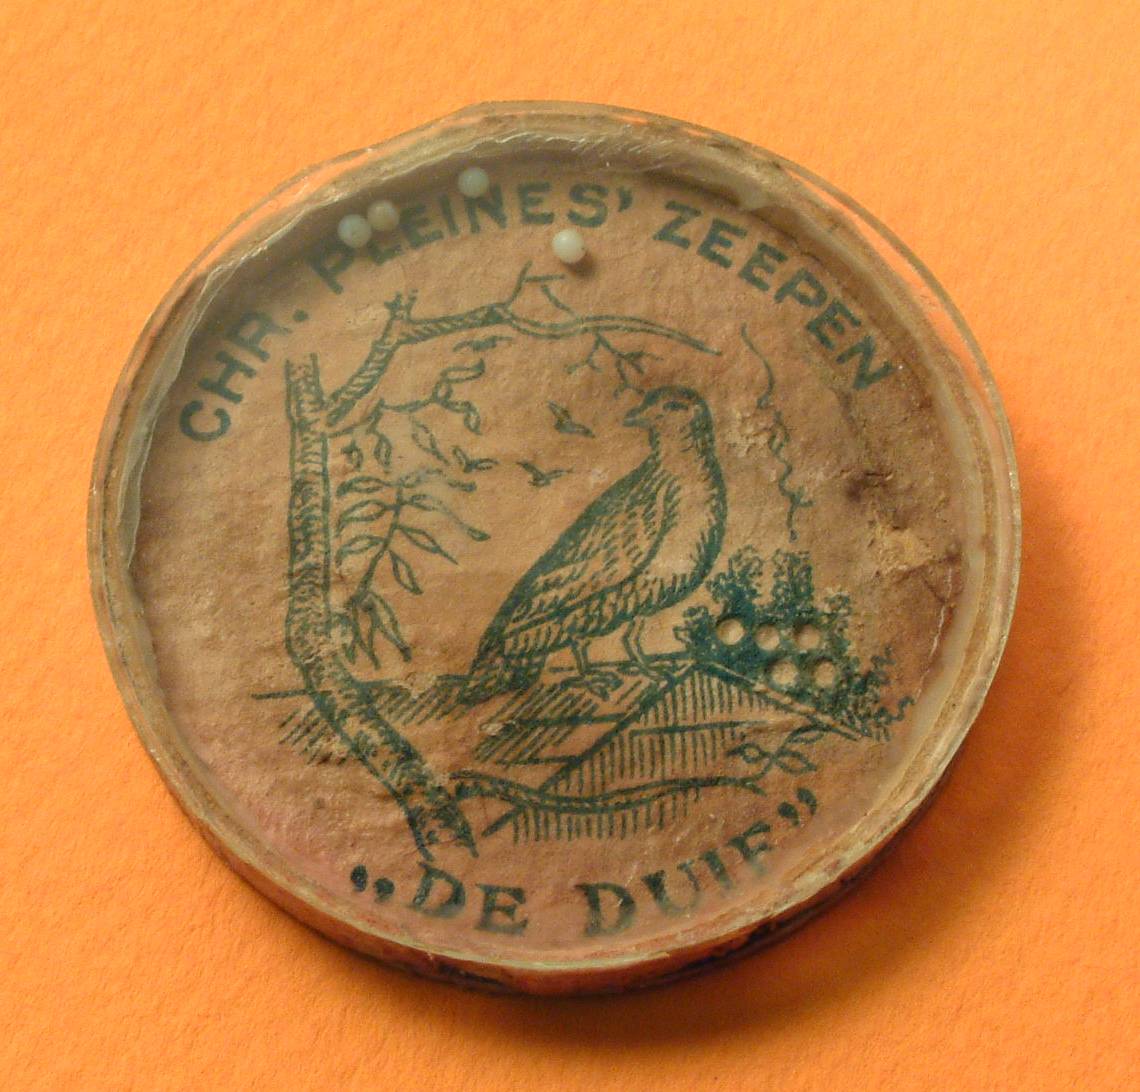 CHR. PLEINES' ZEEPEN
„DE DUIF”